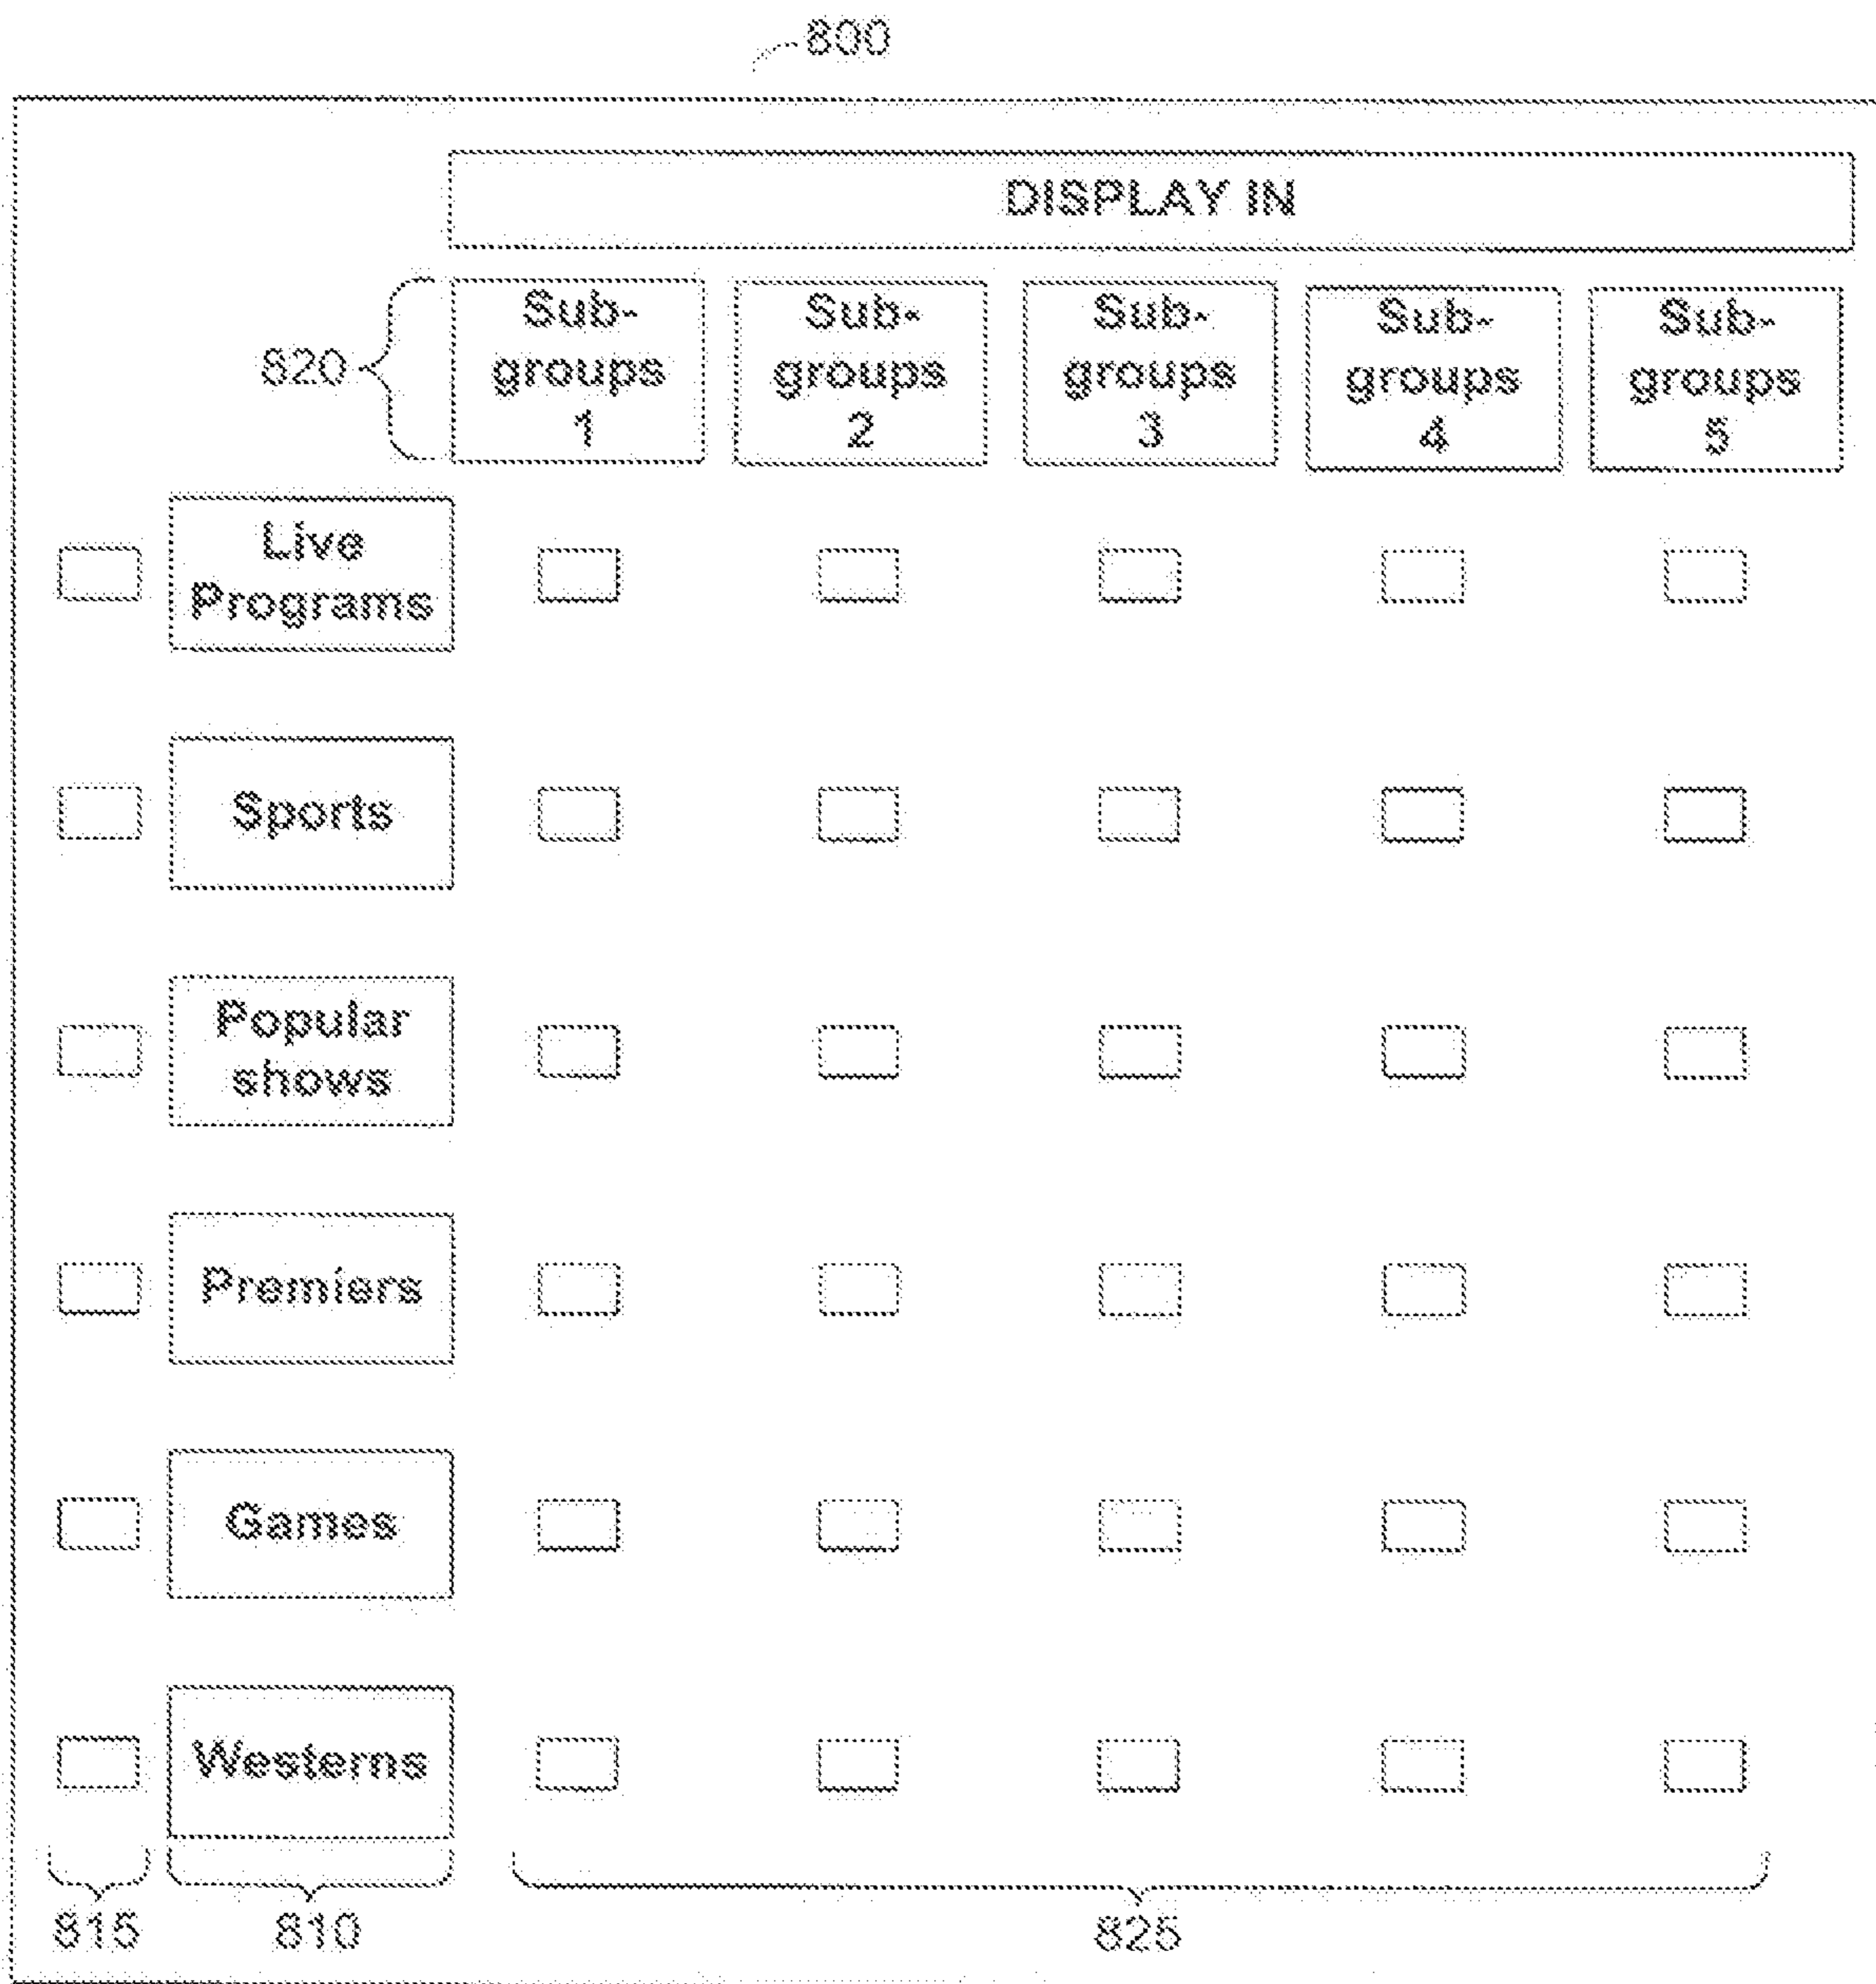 800
DISPLAY IN
820
Sub-
groups
1
Sub-
groups
2
Sub-
groups
3
Sub-
groups
4
Sub-
groups
5
Live
Programs
Sports
Popular
shows
Premiers
Games
Westerns
815
810
825